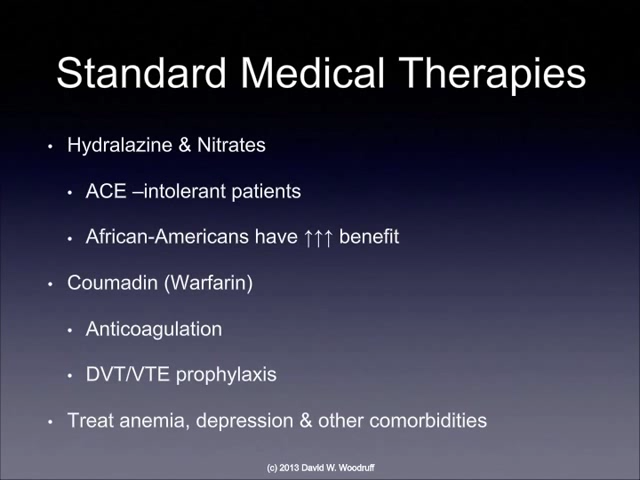 Standard Medical Therapies
• Hydralazine & Nitrates
• ACE –intolerant patients
• African-Americans have ↑↑↑ benefit
• Coumadin (Warfarin)
• Anticoagulation
• DVT/VTE prophylaxis
• Treat anemia, depression & other comorbidities
(c) 2013 David W. Woodruff